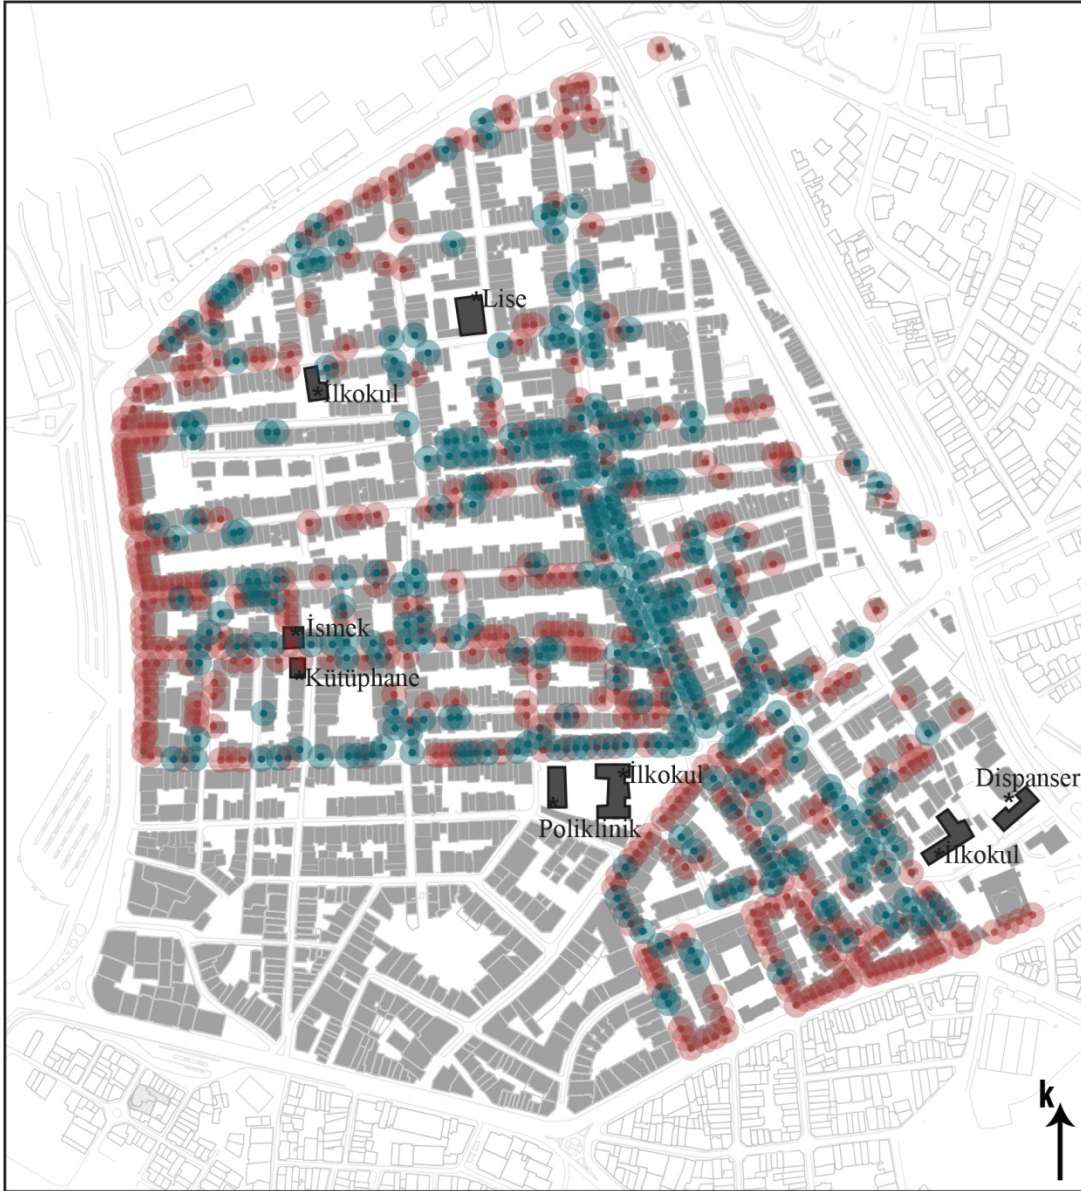 *Lise
*İlkokul
*İsmek
*Kütüphane
*İlkokul
Dispanser
*
*
Poliklinik
*İlkokul
k